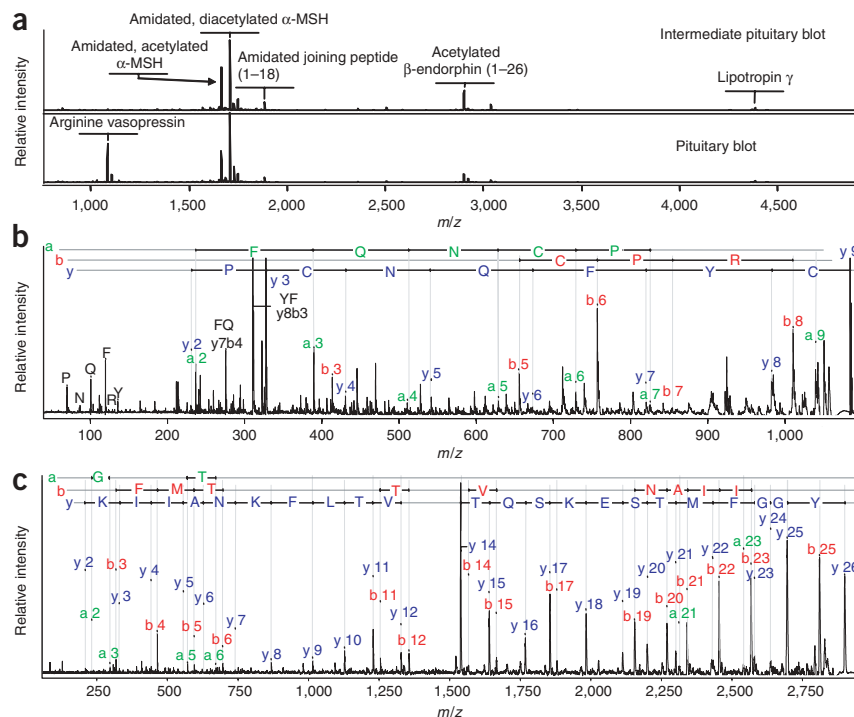 a
Amidated, diacetylated α-MSH
Intermediate pituitary blot
Amidated, acetylated
α-MSH
Amidated joining peptide
(1–18)
Acetylated
β-endorphin (1–26)
Lipotropin γ
Relative intensity
Arginine vasopressin
Pituitary blot
Relative intensity
1,000 1,500 2,000 2,500 3,000 3,500 4,000 4,500
m/z
b
a F Q N C P
b C P R
y P C N Q F Y C
y 9
y 3
YF
y8b3
b 6
FQ
y7b4
y 2
a 2
a 3
b 3
y 4
y 5
b 5
a 4
a 5
y 6
a 6
y 7
a 7
b 7
y 8
b 8
a 9
P
N
Q
F
R
Y
Relative intensity
100 200 300 400 500 600 700 800 900 1,000
m/z
c
a G T
b F M T T V N A I I
y K I I A N K F L T V T Q S K E S T M F G G Y
y 2
b 3
y 3
y 4
y 5
y 6
y 7
a 2
a 3
b 4
b 5
a 5
b 6
a 6
y 8
y 9
y 10
y 11
b 11
y 12
b 12
y 14
b 14
y 15
b 15
y 16
y 17
b 17
y 18
y 19
b 19
y 20
b 20
y 21
a 21
b 21
y 22
b 22
a 23
b 23
y 23
y 24
y 25
b 25
y 26
Relative intensity
250 500 750 1,000 1,250 1,500 1,750 2,000 2,250 2,500 2,750
m/z